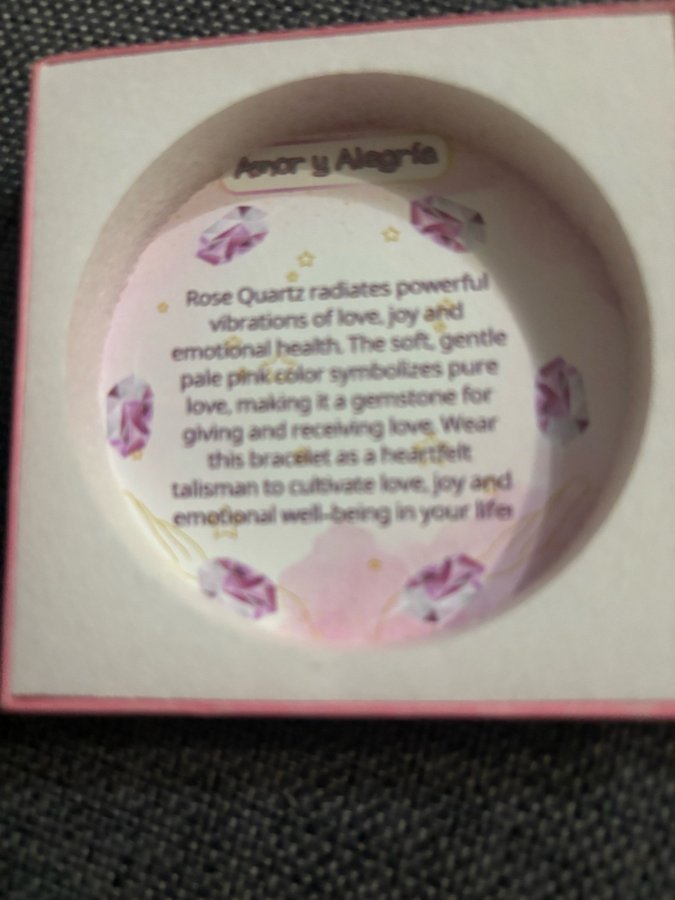 Amor y Alegría
Rose Quartz radiates powerful
vibrations of love, joy and
emotional health. The soft, gentle
pale pink color symbolizes pure
love, making it a gemstone for
giving and receiving love. Wear
this bracelet as a heartfelt
talisman to cultivate love, joy and
emotional well-being in your life.